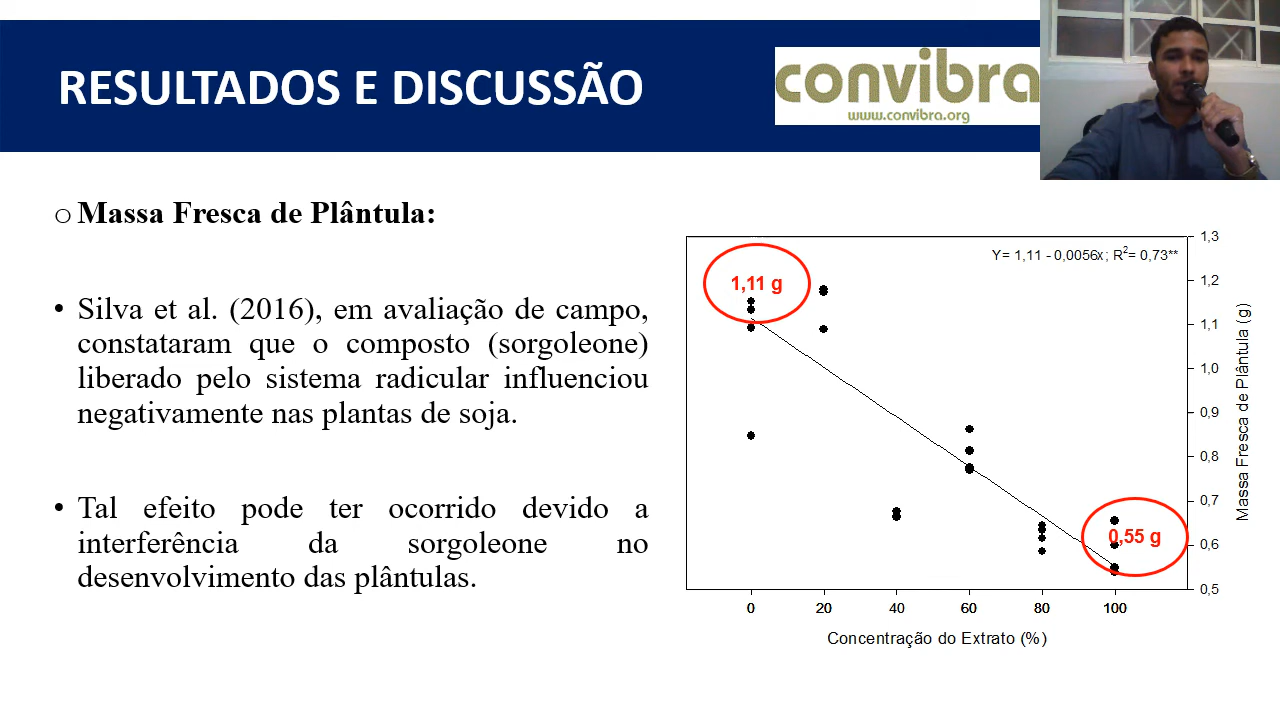 RESULTADOS E DISCUSSÃO
convibra
www.convibra.org
o Massa Fresca de Plântula:
• Silva et al. (2016), em avaliação de campo,
constataram que o composto (sorgoleone)
liberado pelo sistema radicular influenciou
negativamente nas plantas de soja.
• Tal efeito pode ter ocorrido devido a
interferência da sorgoleone no
desenvolvimento das plântulas.
Y= 1,11 - 0,0056x; R²= 0,73**
1,11 g
0,55 g
1,3
1,2
1,1
1,0
0,9
0,8
0,7
0,6
0,5
Massa Fresca de Plântula (g)
0 20 40 60 80 100
Concentração do Extrato (%)